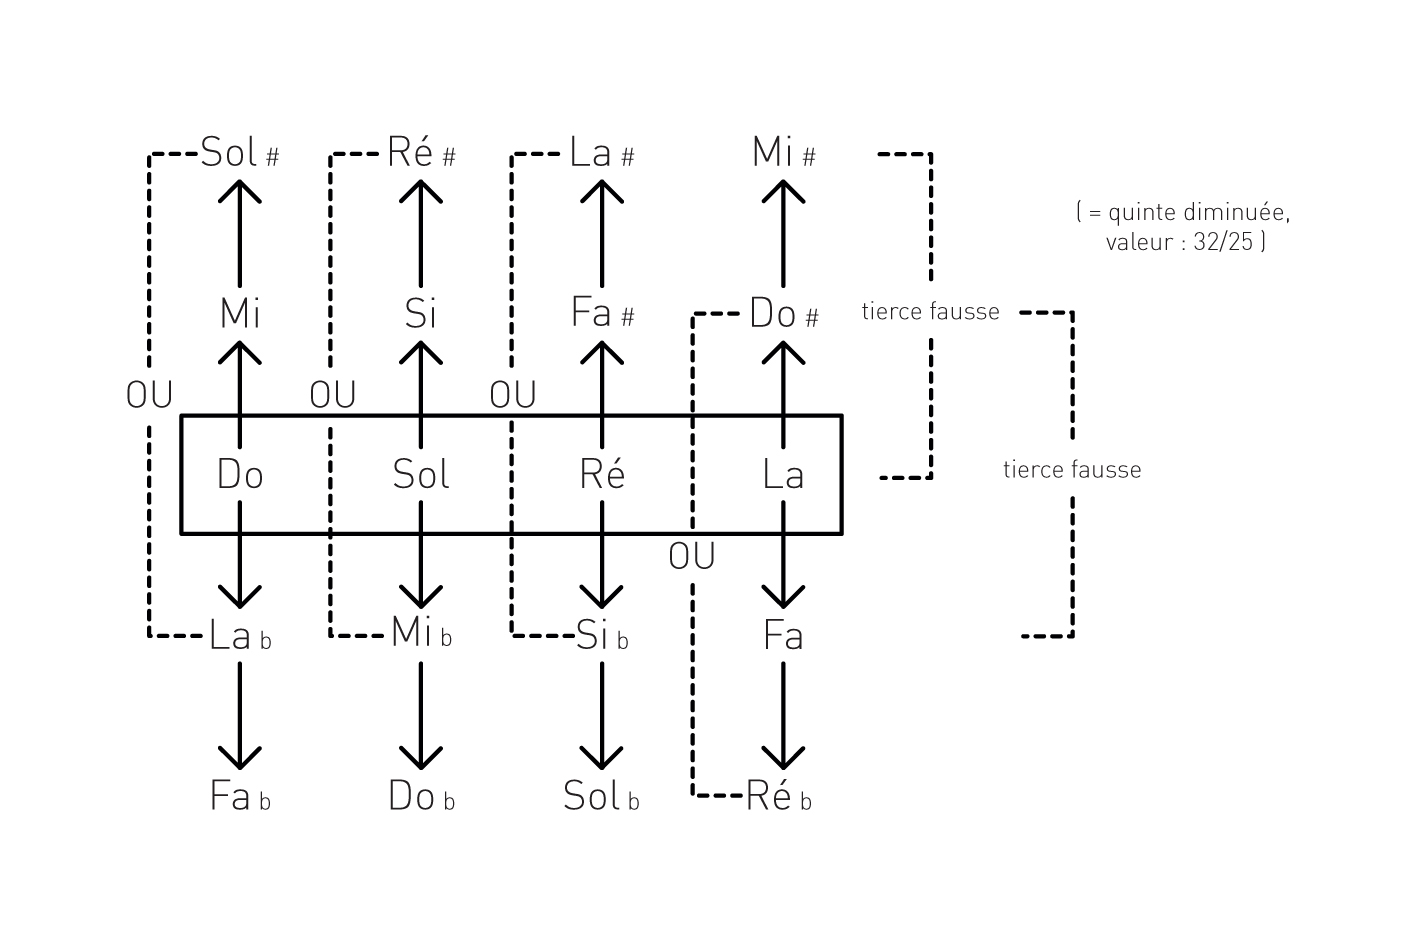 Sol # Ré # La # Mi #
( = quinte diminuée,
valeur : 32/25 )
Mi Si Fa # Do # tierce fausse
OU OU OU
Do Sol Ré La tierce fausse
OU
La b Mi b Si b Fa
Fa b Do b Sol b Ré b